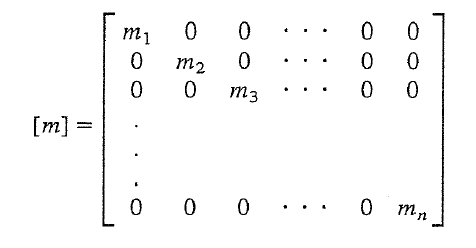 m₁ 0 0 · · · 0 0
0 m₂ 0 · · · 0 0
0 0 m₃ · · · 0 0
[m] =
·
·
·
0 0 0 · · · 0 mₙ